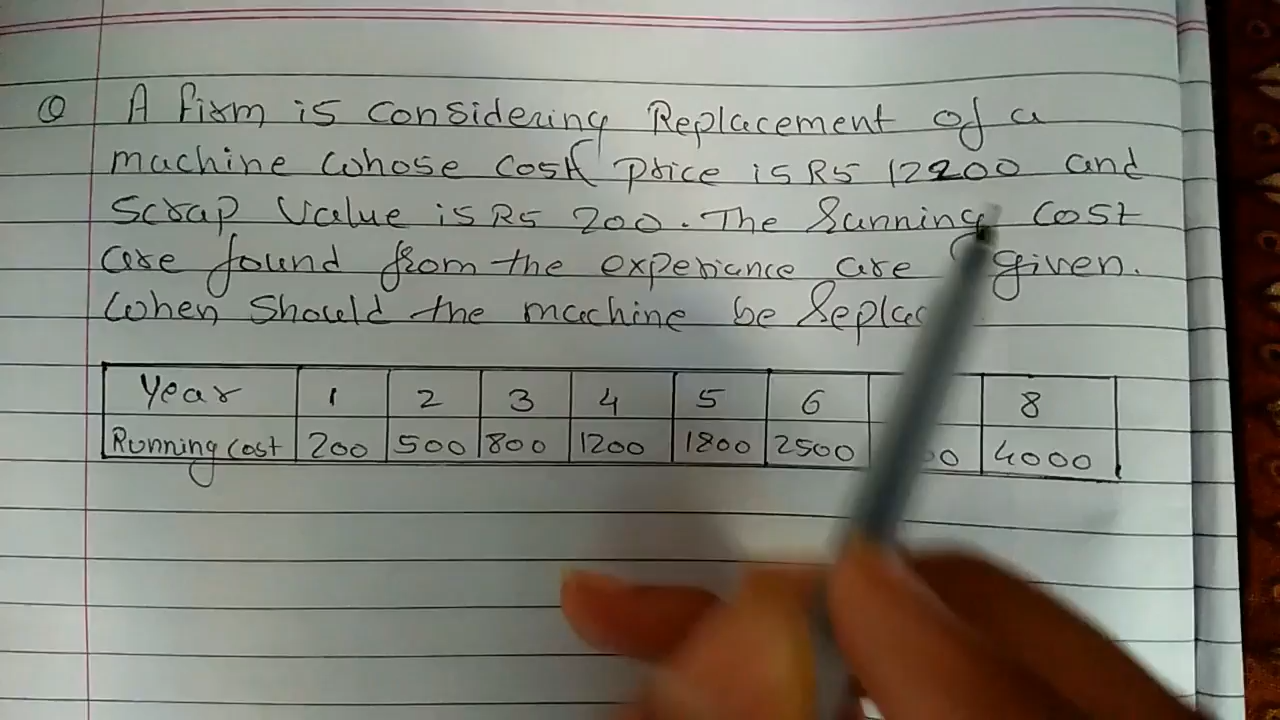 Q A firm is considering Replacement of a
machine whose cost price is RS 12200 and
Scrap Value is RS 200. The Running cost
are found from the experiance are given.
When Should the machine be
Year 1 2 3 4 5 6 8
Running Cost 200 500 800 1200 1800 2500 4000